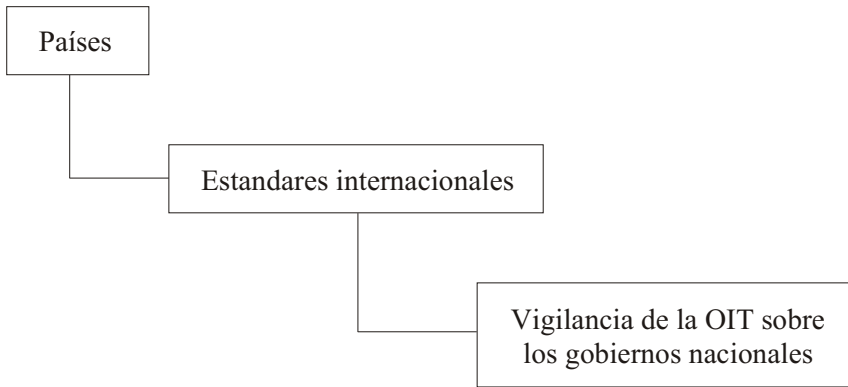 Países
Estandares internacionales
Vigilancia de la OIT sobre
los gobiernos nacionales